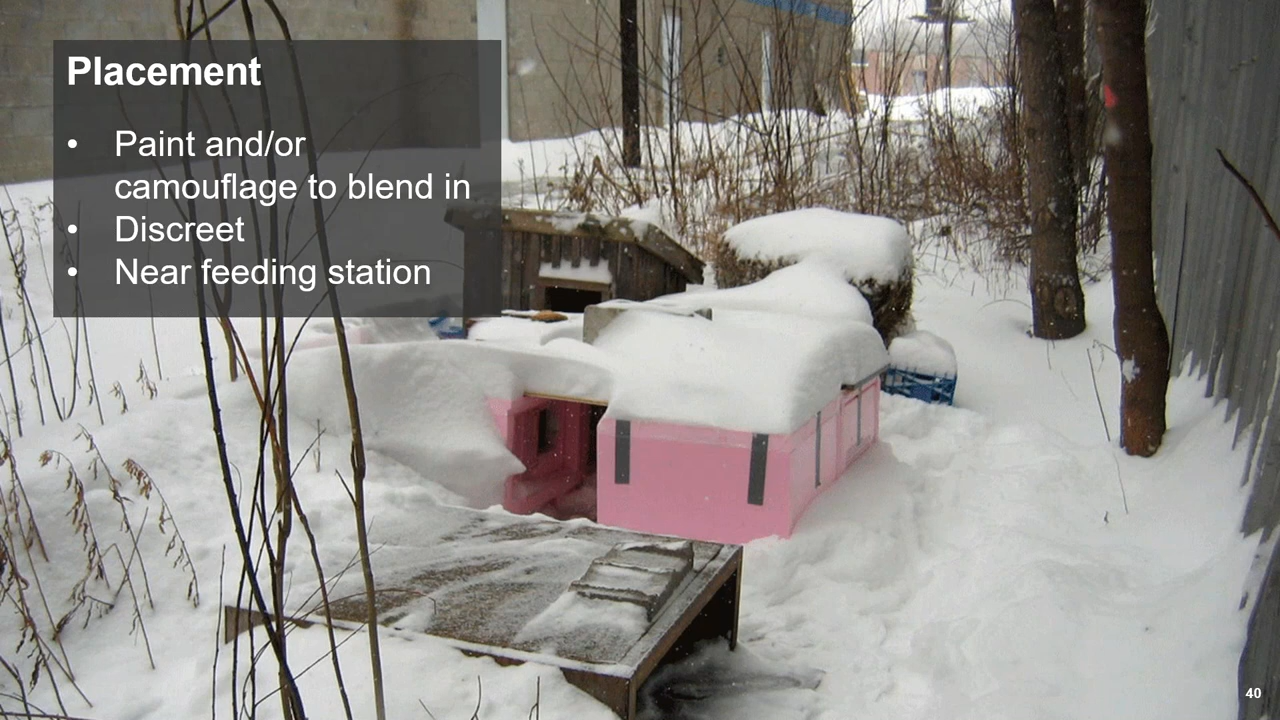 Placement
• Paint and/or
camouflage to blend in
• Discreet
• Near feeding station
40